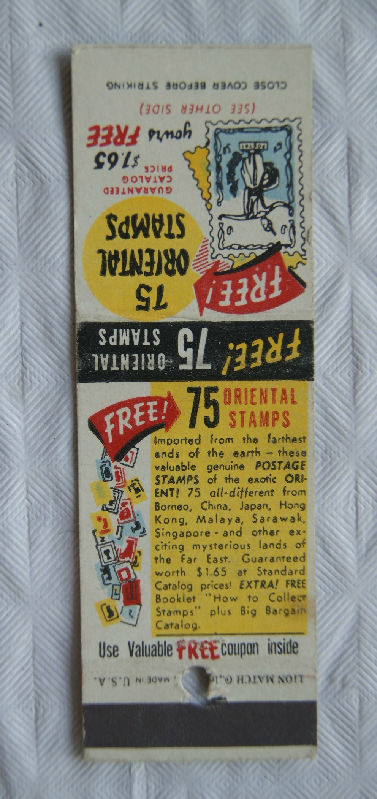 CLOSE COVER BEFORE STRIKING
(SEE OTHER SIDE)
yours FREE
$1.65
GUARANTEED
CATALOG
PRICE
75
ORIENTAL
STAMPS
FREE!
FREE! 75 ORIENTAL
STAMPS
FREE! 75 ORIENTAL
STAMPS
Imported from the farthest
ends of the earth – these
valuable genuine POSTAGE
STAMPS of the exotic ORI-
ENT! 75 all-different from
Borneo, China, Japan, Hong
Kong, Malaya, Sarawak,
Singapore - and other ex-
citing mysterious lands of
the Far East. Guaranteed
worth $1.65 at Standard
Catalog prices! EXTRA! FREE
Booklet "How to Collect
Stamps" plus Big Bargain
Catalog.
Use Valuable FREE coupon inside
LION MATCH MADE IN U.S.A.